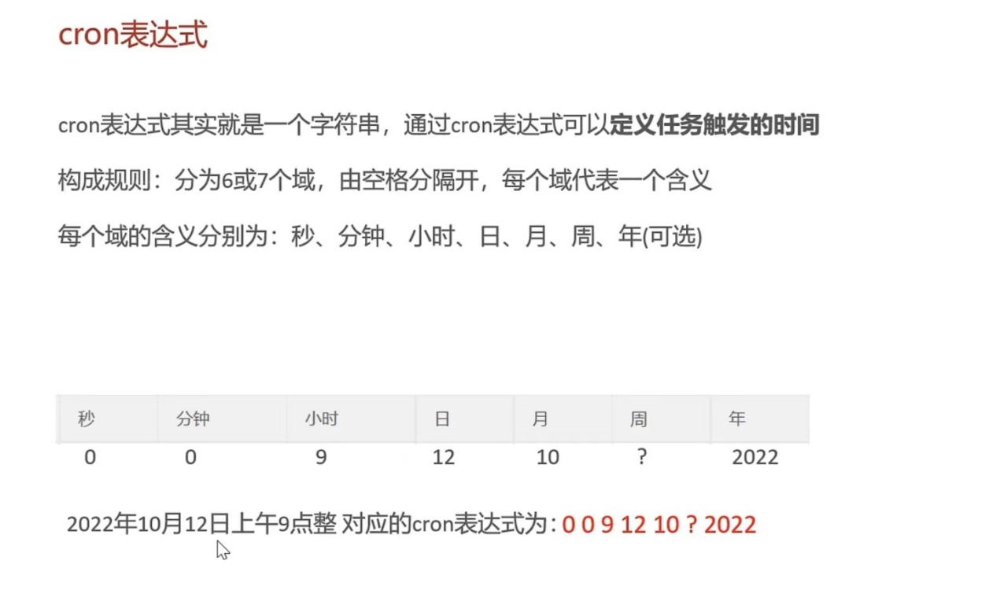 cron表达式
cron表达式其实就是一个字符串，通过cron表达式可以定义任务触发的时间
构成规则：分为6或7个域，由空格分隔开，每个域代表一个含义
每个域的含义分别为：秒、分钟、小时、日、月、周、年(可选)
秒 分钟 小时 日 月 周 年
0 0 9 12 10 ? 2022
2022年10月12日上午9点整 对应的cron表达式为：0 0 9 12 10 ? 2022